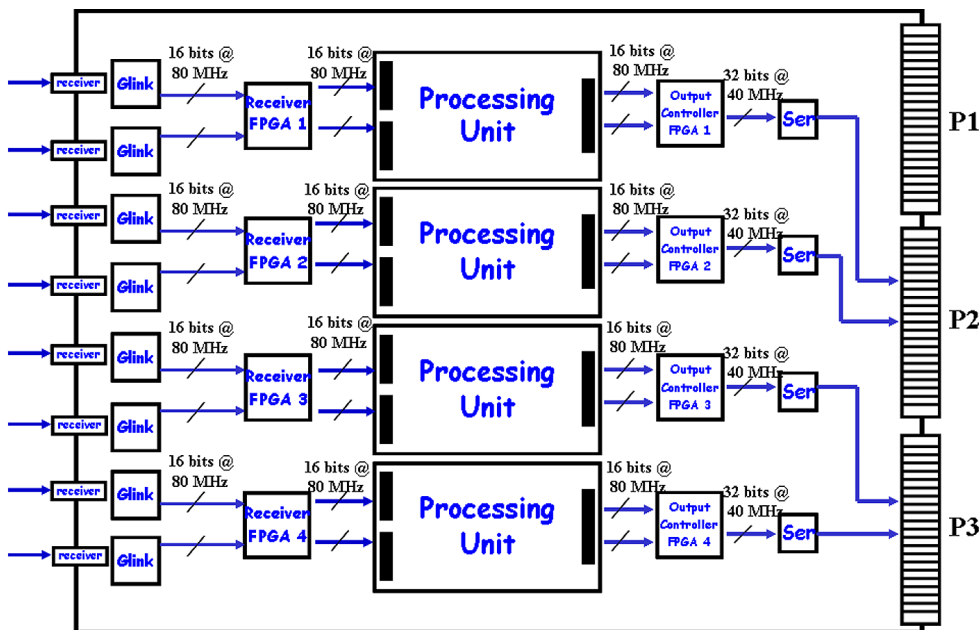 16 bits @
80 MHz
16 bits @
80 MHz
16 bits @
80 MHz
32 bits @
40 MHz
receiver
Glink
receiver
Glink
Receiver
FPGA 1
Processing
Unit
Output
Controller
FPGA 1
Ser
P1
16 bits @
80 MHz
16 bits @
80 MHz
16 bits @
80 MHz
32 bits @
40 MHz
receiver
Glink
receiver
Glink
Receiver
FPGA 2
Processing
Unit
Output
Controller
FPGA 2
Ser
P2
16 bits @
80 MHz
16 bits @
80 MHz
16 bits @
80 MHz
32 bits @
40 MHz
receiver
Glink
receiver
Glink
Receiver
FPGA 3
Processing
Unit
Output
Controller
FPGA 3
Ser
16 bits @
80 MHz
16 bits @
80 MHz
16 bits @
80 MHz
32 bits @
40 MHz
receiver
Glink
receiver
Glink
Receiver
FPGA 4
Processing
Unit
Output
Controller
FPGA 4
Ser
P3